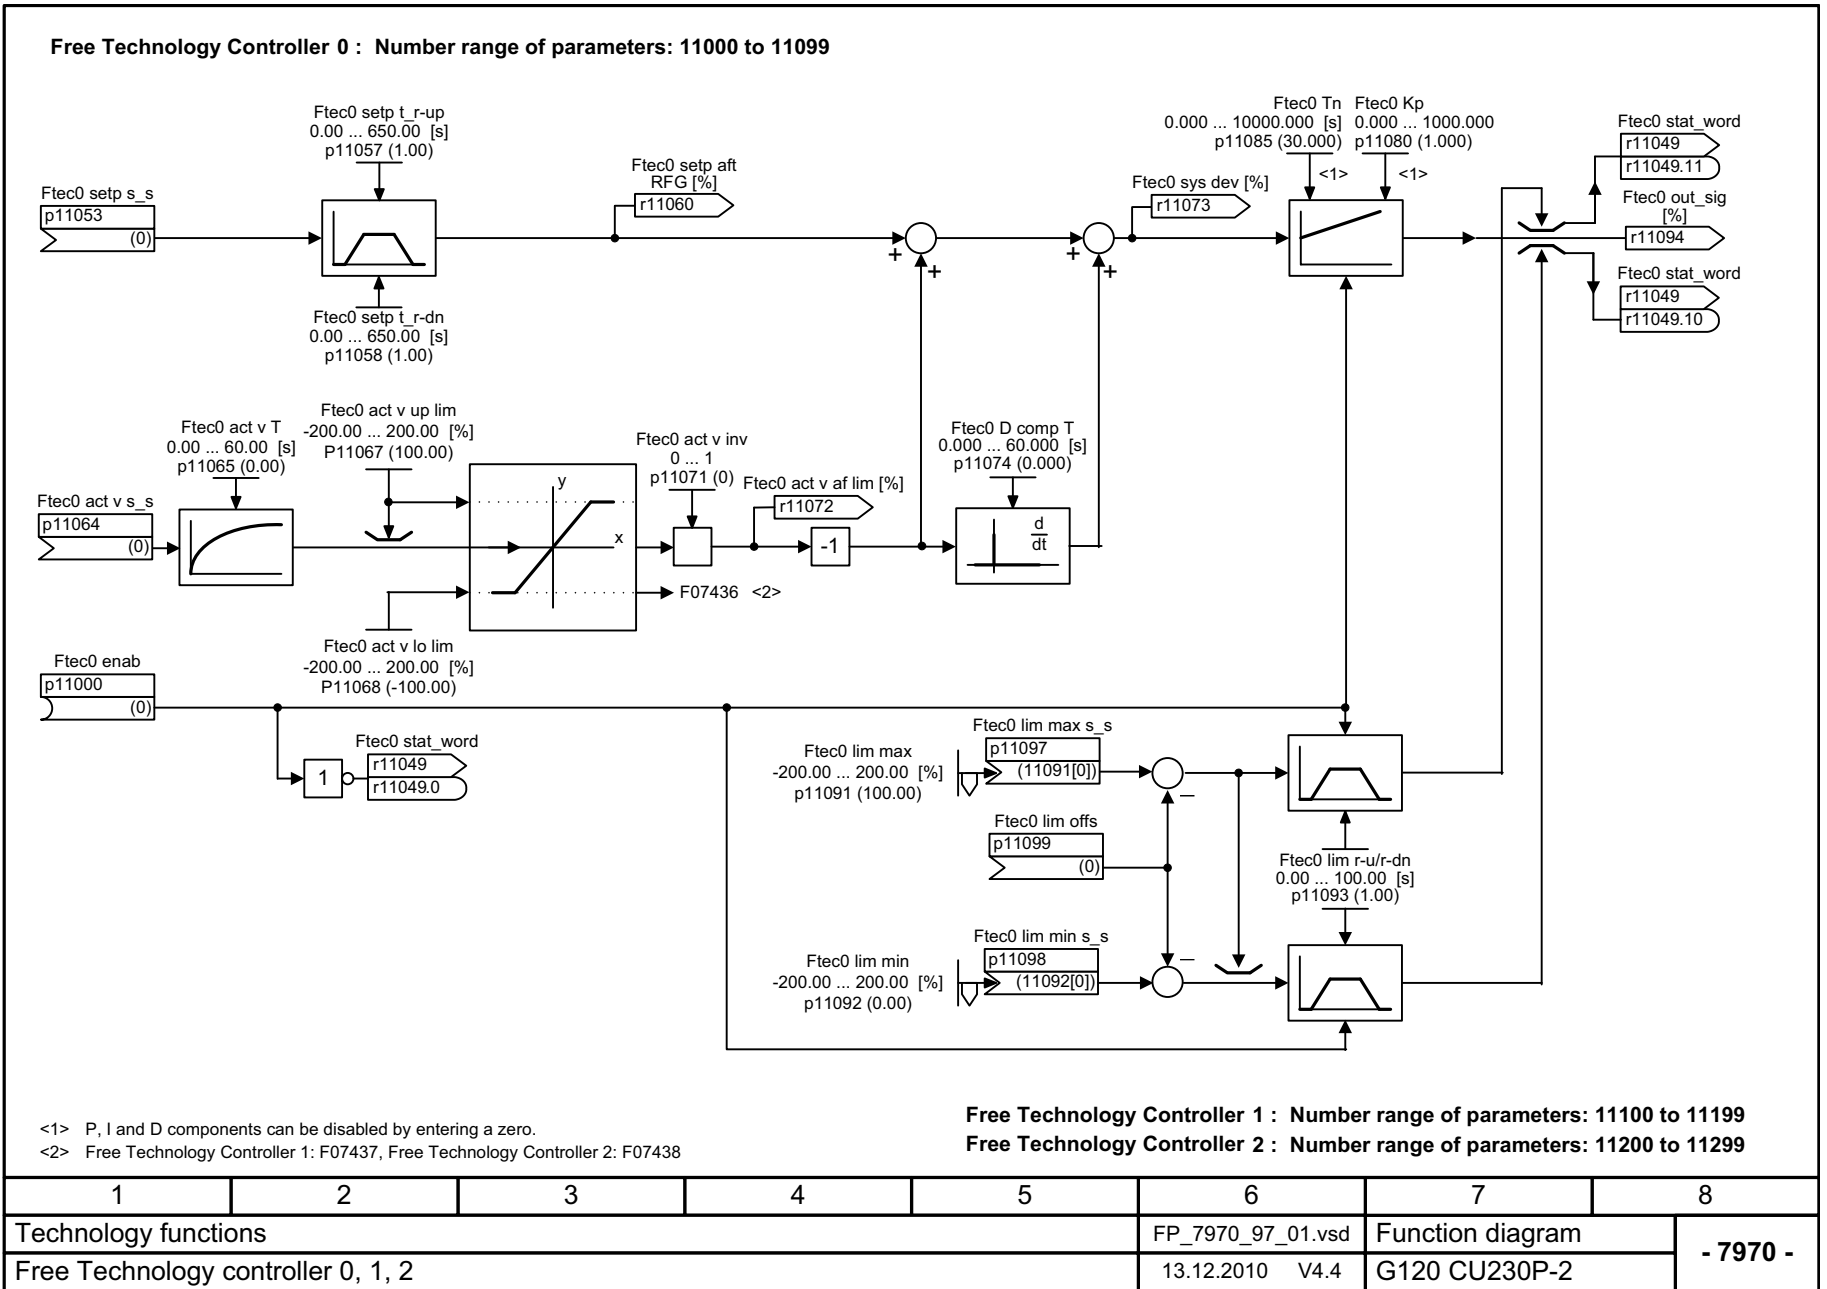 Free Technology Controller 0 : Number range of parameters: 11000 to 11099
Ftec0 setp t_r-up
0.00 ... 650.00 [s]
p11057 (1.00)
Ftec0 setp s_s
p11053
(0)
Ftec0 setp t_r-dn
0.00 ... 650.00 [s]
p11058 (1.00)
Ftec0 setp aft
RFG [%]
r11060
Ftec0 sys dev [%]
r11073
Ftec0 Tn
0.000 ... 10000.000 [s]
p11085 (30.000)
<1>
Ftec0 Kp
0.000 ... 1000.000
p11080 (1.000)
<1>
Ftec0 stat_word
r11049
r11049.11
Ftec0 out_sig
[%]
r11094
Ftec0 stat_word
r11049
r11049.10
+
+
+
+
Ftec0 act v T
0.00 ... 60.00 [s]
p11065 (0.00)
Ftec0 act v s_s
p11064
(0)
Ftec0 act v up lim
-200.00 ... 200.00 [%]
P11067 (100.00)
y
x
Ftec0 act v lo lim
-200.00 ... 200.00 [%]
P11068 (-100.00)
Ftec0 act v inv
0 ... 1
p11071 (0)
Ftec0 act v af lim [%]
r11072
-1
F07436 <2>
Ftec0 D comp T
0.000 ... 60.000 [s]
p11074 (0.000)
d
dt
Ftec0 enab
p11000
(0)
1
Ftec0 stat_word
r11049
r11049.0
Ftec0 lim max
-200.00 ... 200.00 [%]
p11091 (100.00)
Ftec0 lim max s_s
p11097
(11091[0])
–
Ftec0 lim offs
p11099
(0)
Ftec0 lim r-u/r-dn
0.00 ... 100.00 [s]
p11093 (1.00)
Ftec0 lim min
-200.00 ... 200.00 [%]
p11092 (0.00)
Ftec0 lim min s_s
p11098
(11092[0])
–
<1> P, I and D components can be disabled by entering a zero.
<2> Free Technology Controller 1: F07437, Free Technology Controller 2: F07438
Free Technology Controller 1 : Number range of parameters: 11100 to 11199
Free Technology Controller 2 : Number range of parameters: 11200 to 11299
1 2 3 4 5 6 7 8
Technology functions
FP_7970_97_01.vsd
Function diagram
- 7970 -
Free Technology controller 0, 1, 2
13.12.2010 V4.4
G120 CU230P-2